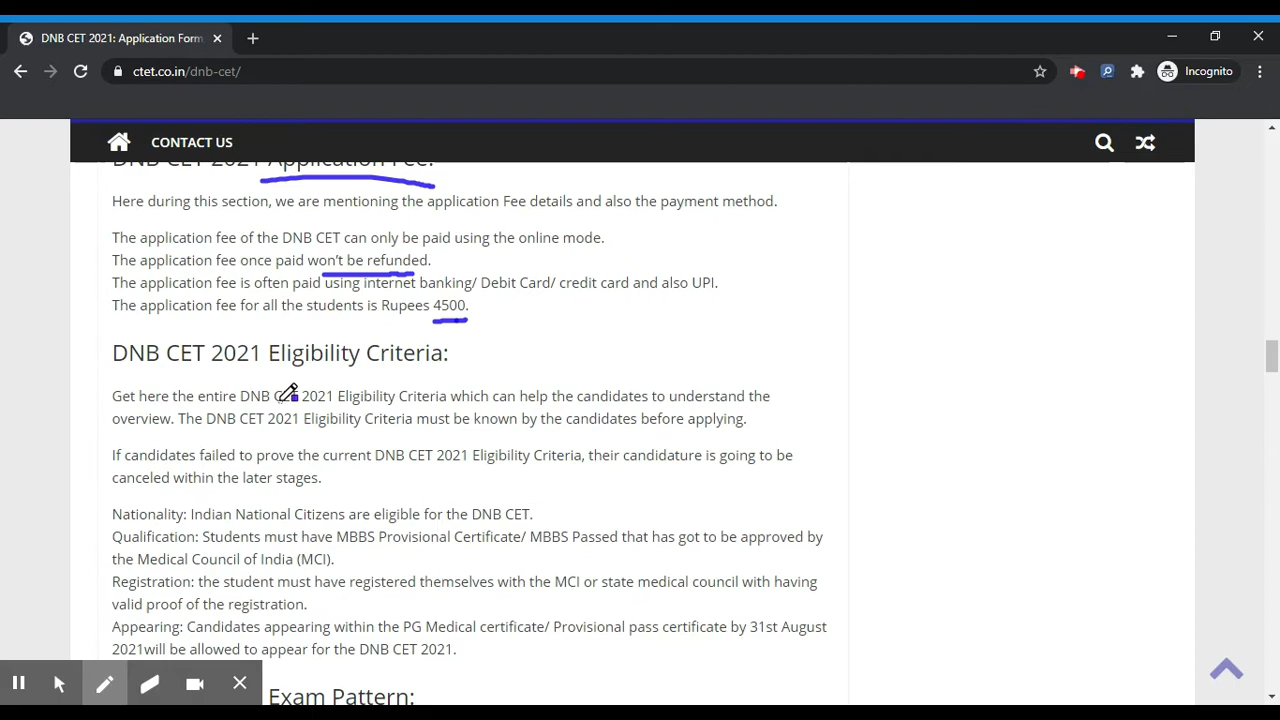 DNB CET 2021: Application Form
ctet.co.in/dnb-cet/
Incognito
CONTACT US
DNB CET 2021 Application Fee:
Here during this section, we are mentioning the application Fee details and also the payment method.
The application fee of the DNB CET can only be paid using the online mode.
The application fee once paid won't be refunded.
The application fee is often paid using internet banking/ Debit Card/ credit card and also UPI.
The application fee for all the students is Rupees 4500.
DNB CET 2021 Eligibility Criteria:
Get here the entire DNB CET 2021 Eligibility Criteria which can help the candidates to understand the
overview. The DNB CET 2021 Eligibility Criteria must be known by the candidates before applying.
If candidates failed to prove the current DNB CET 2021 Eligibility Criteria, their candidature is going to be
canceled within the later stages.
Nationality: Indian National Citizens are eligible for the DNB CET.
Qualification: Students must have MBBS Provisional Certificate/ MBBS Passed that has got to be approved by
the Medical Council of India (MCI).
Registration: the student must have registered themselves with the MCI or state medical council with having
valid proof of the registration.
Appearing: Candidates appearing within the PG Medical certificate/ Provisional pass certificate by 31st August
2021will be allowed to appear for the DNB CET 2021.
Exam Pattern: